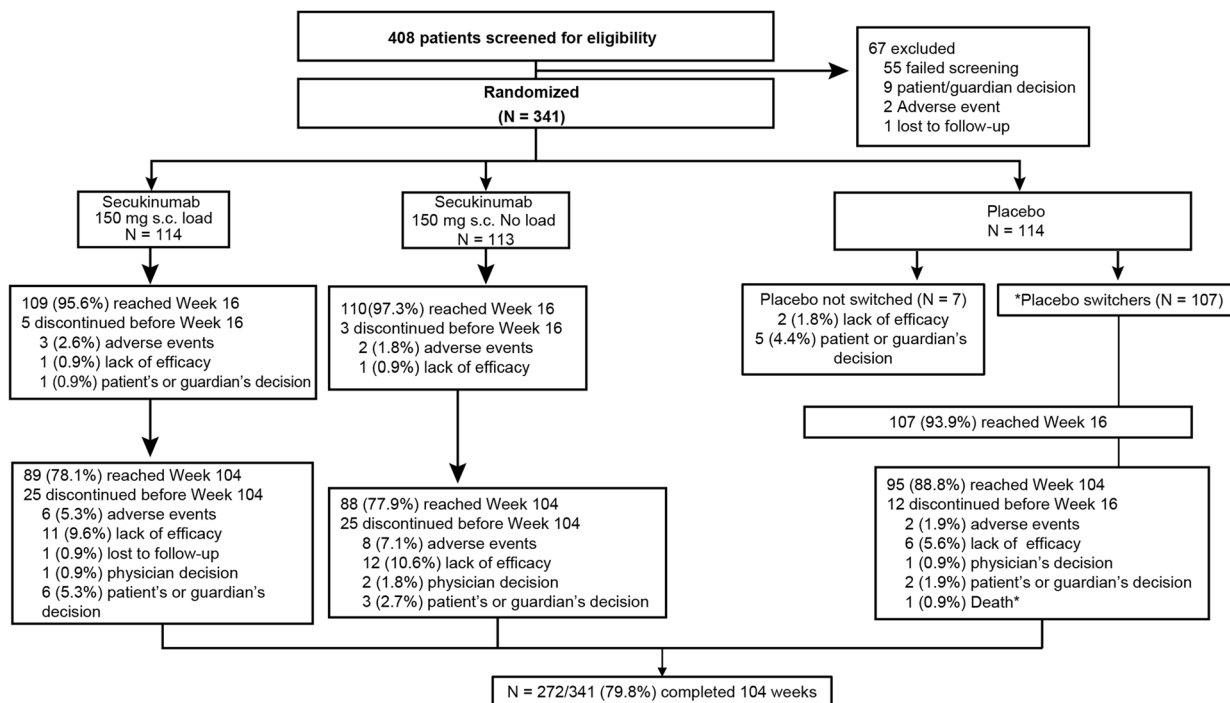 408 patients screened for eligibility
67 excluded
55 failed screening
9 patient/guardian decision
2 Adverse event
1 lost to follow-up
Randomized
(N = 341)
Secukinumab
150 mg s.c. load
N = 114
Secukinumab
150 mg s.c. No load
N = 113
Placebo
N = 114
109 (95.6%) reached Week 16
5 discontinued before Week 16
3 (2.6%) adverse events
1 (0.9%) lack of efficacy
1 (0.9%) patient's or guardian's decision
110(97.3%) reached Week 16
3 discontinued before Week 16
2 (1.8%) adverse events
1 (0.9%) lack of efficacy
Placebo not switched (N = 7)
2 (1.8%) lack of efficacy
5 (4.4%) patient or guardian's
decision
*Placebo switchers (N = 107)
107 (93.9%) reached Week 16
89 (78.1%) reached Week 104
25 discontinued before Week 104
6 (5.3%) adverse events
11 (9.6%) lack of efficacy
1 (0.9%) lost to follow-up
1 (0.9%) physician decision
6 (5.3%) patient's or guardian's
decision
88 (77.9%) reached Week 104
25 discontinued before Week 104
8 (7.1%) adverse events
12 (10.6%) lack of efficacy
2 (1.8%) physician decision
3 (2.7%) patient's or guardian's decision
95 (88.8%) reached Week 104
12 discontinued before Week 16
2 (1.9%) adverse events
6 (5.6%) lack of efficacy
1 (0.9%) physician's decision
2 (1.9%) patient's or guardian's decision
1 (0.9%) Death*
N = 272/341 (79.8%) completed 104 weeks